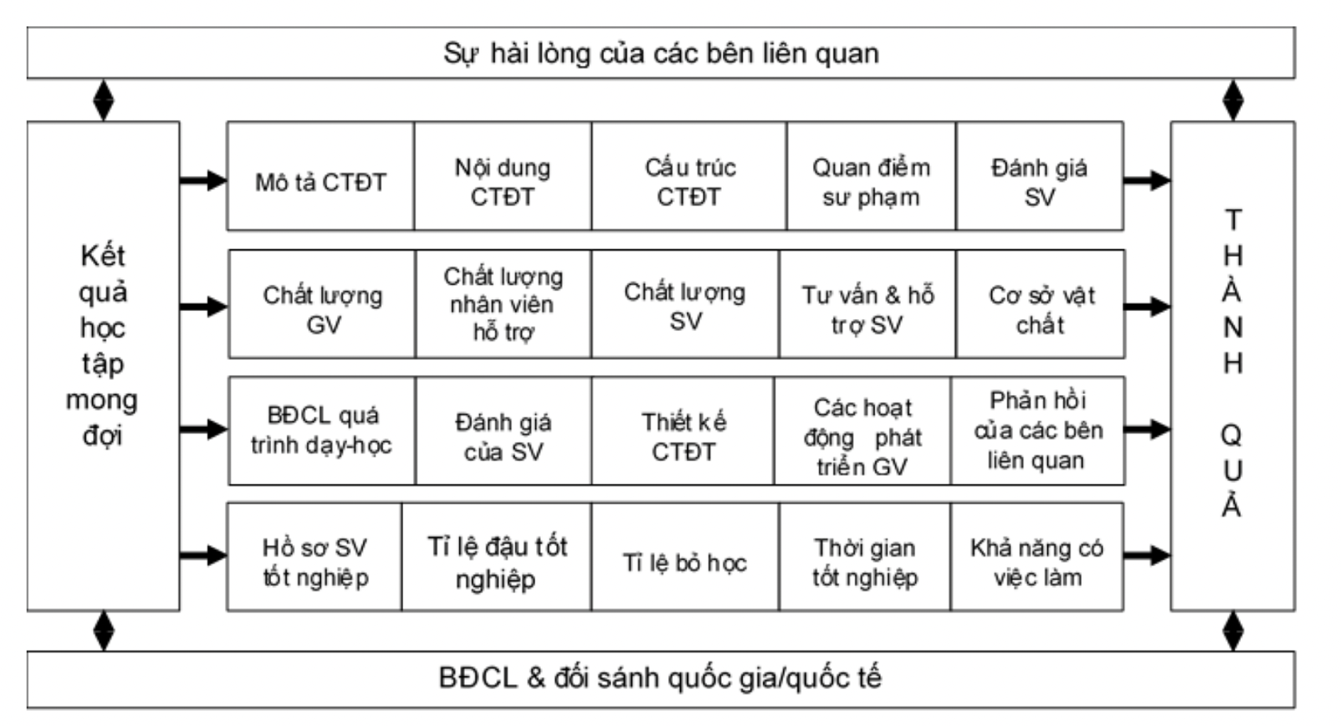 Sự hài lòng của các bên liên quan
Kết
quả
học
tập
mong
đợi
Mô tả CTĐT
Nội dung
CTĐT
Cấu trúc
CTĐT
Quan điểm
sư phạm
Đánh giá
SV
Chất lượng
GV
Chất lượng
nhân viên
hỗ trợ
Chất lượng
SV
Tư vấn & hỗ
trợ SV
Cơ sở vật
chất
BĐCL quá
trình dạy-học
Đánh giá
của SV
Thiết kế
CTĐT
Các hoạt
động phát
triển GV
Phản hồi
của các bên
liên quan
Hồ sơ SV
tốt nghiệp
Tỉ lệ đậu tốt
nghiệp
Tỉ lệ bỏ học
Thời gian
tốt nghiệp
Khả năng có
việc làm
T
H
À
N
H
Q
U
Ả
BĐCL & đối sánh quốc gia/quốc tế